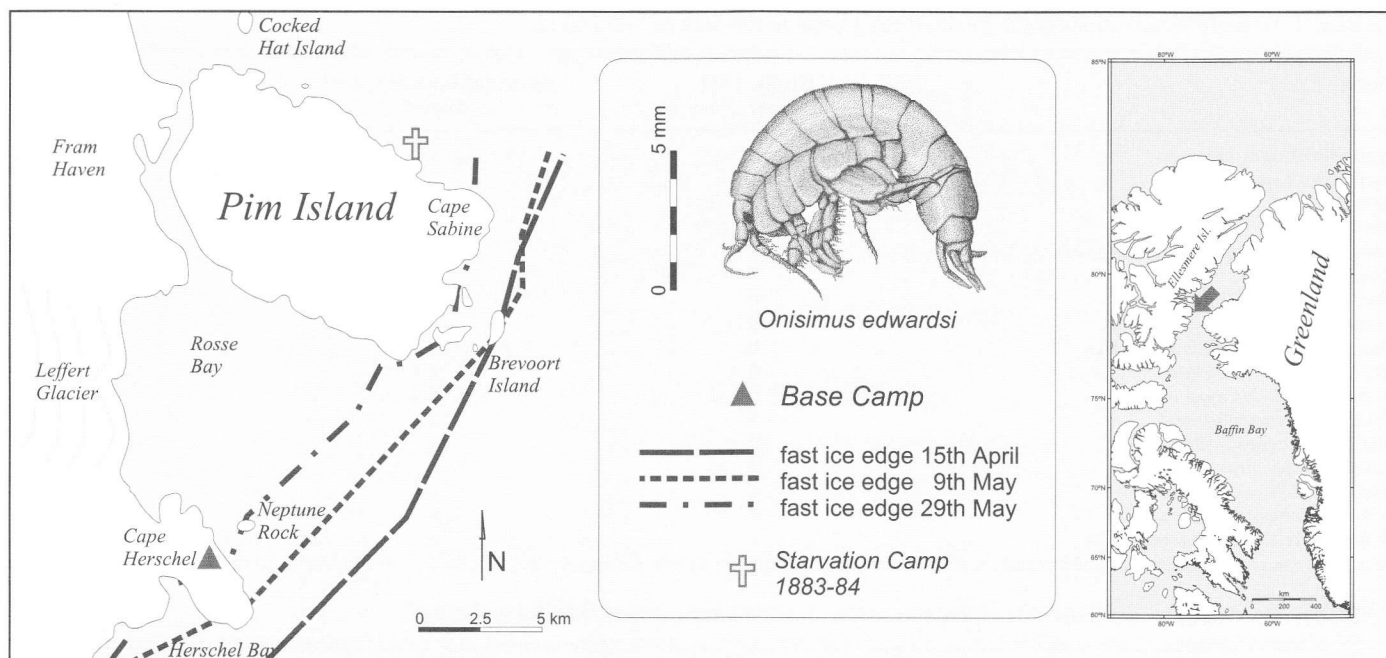 Cocked
Hat Island
Fram
Haven
Pim Island
Cape
Sabine
Rosse
Bay
Leffert
Glacier
Brevoort
Island
Neptune
Rock
Cape
Herschel
Herschel Bay
N
0 2.5 5 km
5 mm
0
Onisimus edwardsi
Base Camp
fast ice edge 15th April
fast ice edge 9th May
fast ice edge 29th May
Starvation Camp
1883-84
80°W 60°W
85°N
80°N
75°N
70°N
65°N
60°N
Ellesmere Isl.
Greenland
Baffin Bay
km
0 200 400
80°W 60°W